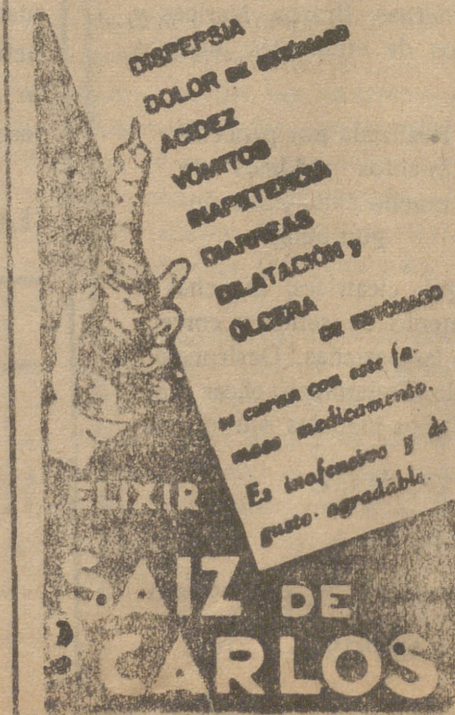 DISPEPSIA
DOLOR DE ESTÓMAGO
ACIDEZ
VÓMITOS
INAPETENCIA
DIARREAS
DILATACIÓN y
ÚLCERA
DE ESTÓMAGO
se curan con este fa-
moso medicamento.
Es inofensivo y de
gusto agradable.
ELIXIR
SAIZ DE
CARLOS